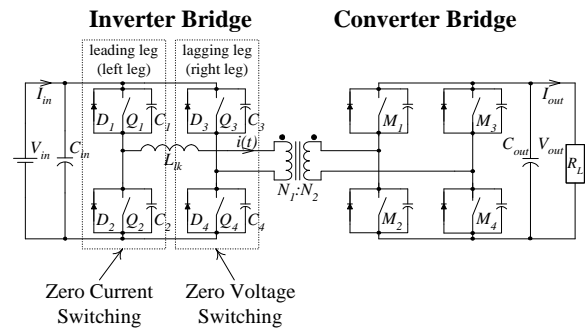 Inverter Bridge
Converter Bridge
leading leg
(left leg)
lagging leg
(right leg)
I_in
I_out
D_1 Q_1 C_1
D_3 Q_3 C_3
M_1
M_3
V_in
C_in
L_lk
i(t)
N_1:N_2
C_out
V_out
R_L
D_2 Q_2 C_2
D_4 Q_4 C_4
M_2
M_4
Zero Current
Switching
Zero Voltage
Switching